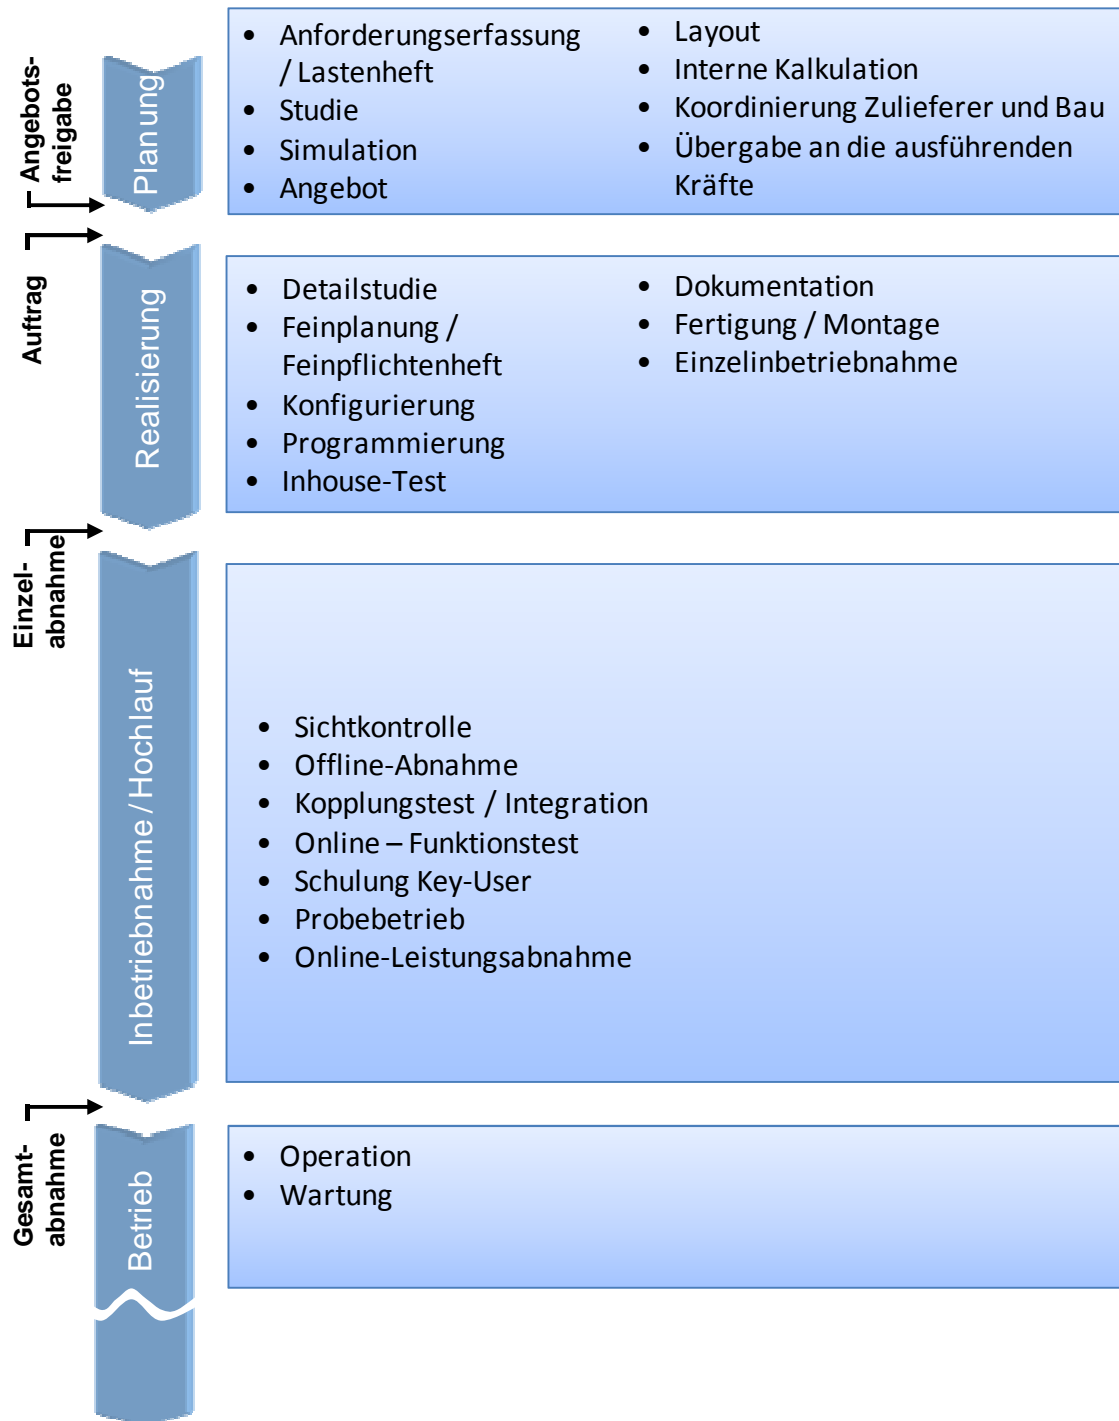 Angebots-
freigabe
Planung
• Anforderungserfassung
/ Lastenheft
• Studie
• Simulation
• Angebot
• Layout
• Interne Kalkulation
• Koordinierung Zulieferer und Bau
• Übergabe an die ausführenden
Kräfte
Auftrag
Realisierung
• Detailstudie
• Feinplanung /
Feinpflichtenheft
• Konfigurierung
• Programmierung
• Inhouse-Test
• Dokumentation
• Fertigung / Montage
• Einzelinbetriebnahme
Einzel-
abnahme
Inbetriebnahme / Hochlauf
• Sichtkontrolle
• Offline-Abnahme
• Kopplungstest / Integration
• Online – Funktionstest
• Schulung Key-User
• Probebetrieb
• Online-Leistungsabnahme
Gesamt-
abnahme
Betrieb
• Operation
• Wartung